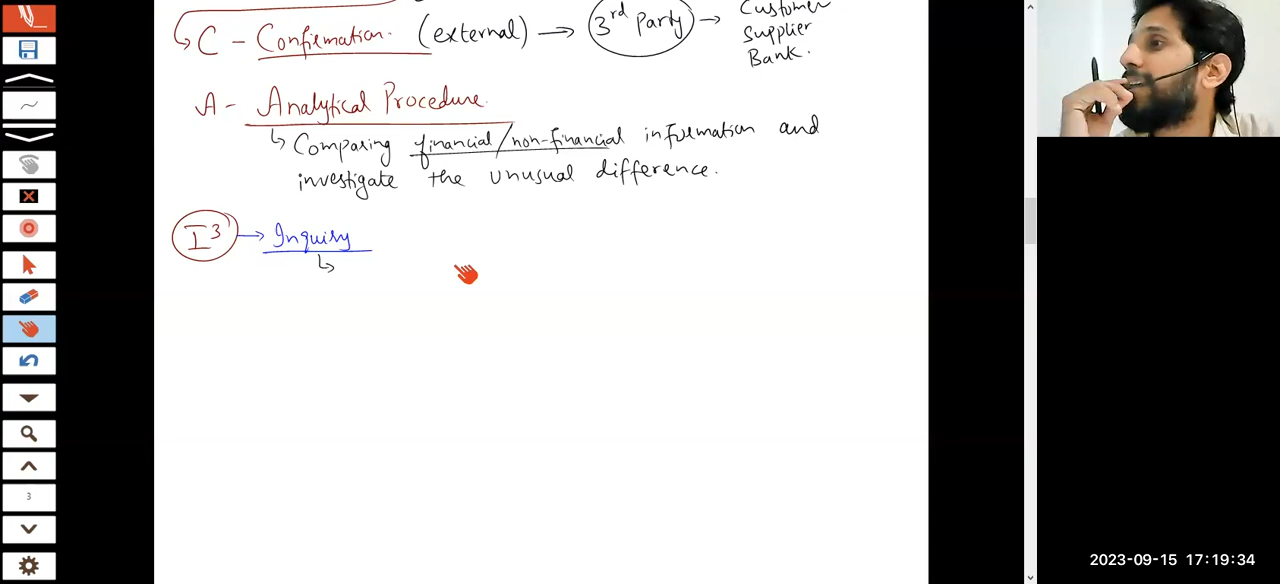 C - Confirmation. (external) → 3rd Party → Customer
Supplier
Bank.
A - Analytical Procedure.
↳ Comparing financial/non-financial information and
investigate the unusual difference.
I³ → Inquiry
↳
3
2023-09-15 17:19:34